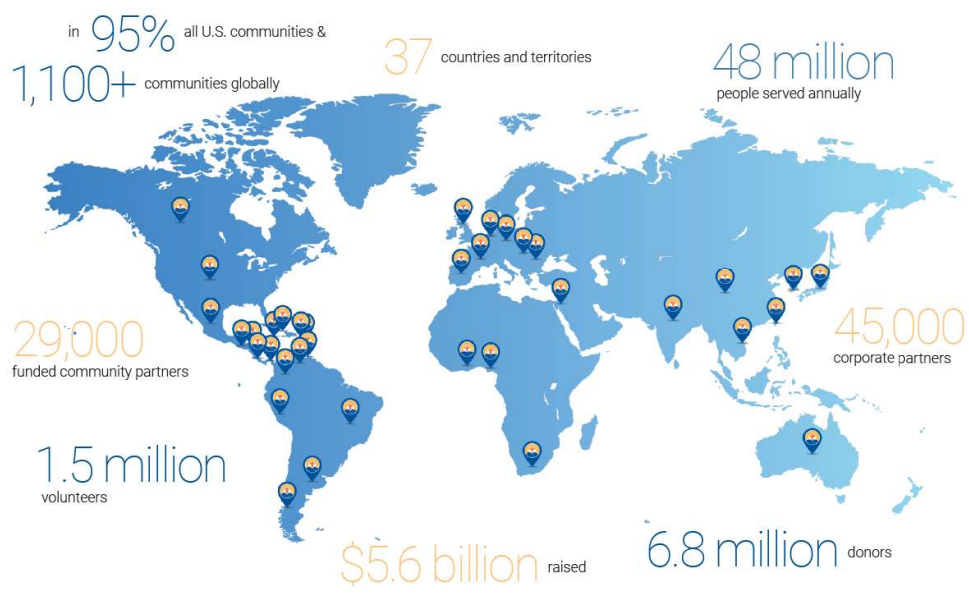 in 95% all U.S. communities &
1,100+ communities globally
37 countries and territories
48 million
people served annually
29,000
funded community partners
45,000
corporate partners
1.5 million
volunteers
$5.6 billion raised
6.8 million donors